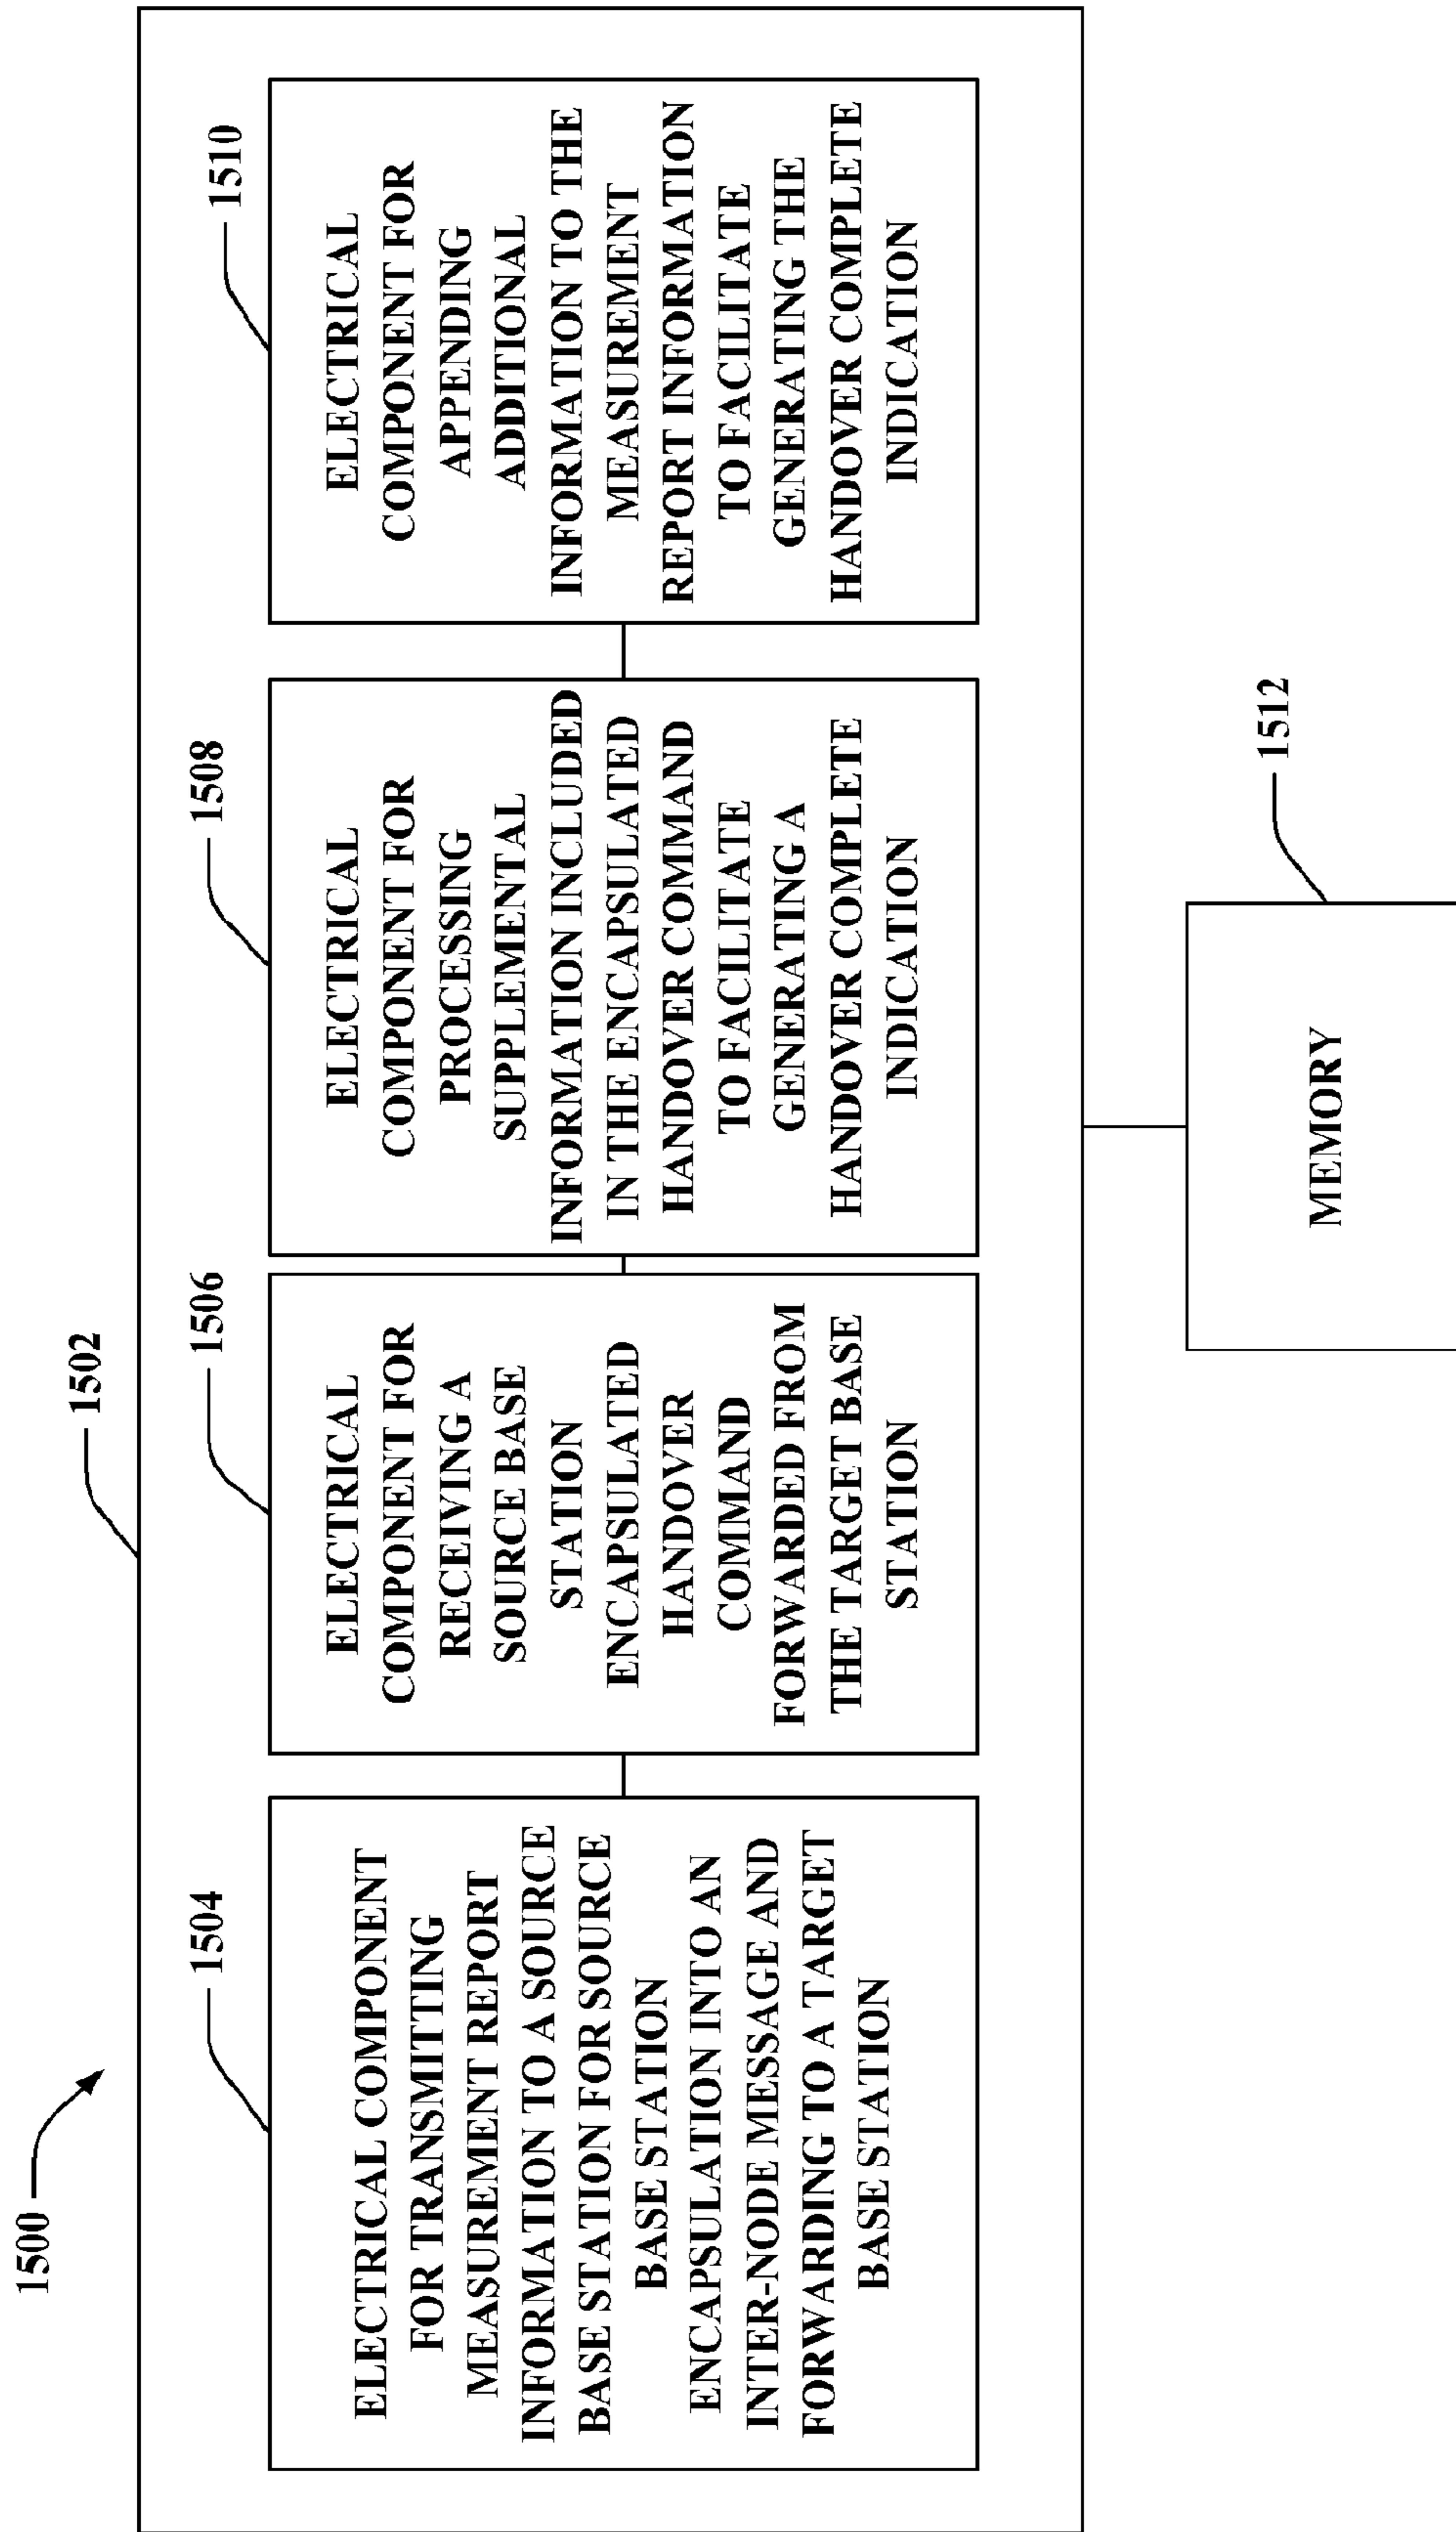 1500
1502
1504
ELECTRICAL COMPONENT
FOR TRANSMITTING
MEASUREMENT REPORT
INFORMATION TO A SOURCE
BASE STATION FOR SOURCE
BASE STATION
ENCAPSULATION INTO AN
INTER-NODE MESSAGE AND
FORWARDING TO A TARGET
BASE STATION
1506
ELECTRICAL
COMPONENT FOR
RECEIVING A
SOURCE BASE
STATION
ENCAPSULATED
HANDOVER
COMMAND
FORWARDED FROM
THE TARGET BASE
STATION
1508
ELECTRICAL
COMPONENT FOR
PROCESSING
SUPPLEMENTAL
INFORMATION INCLUDED
IN THE ENCAPSULATED
HANDOVER COMMAND
TO FACILITATE
GENERATING A
HANDOVER COMPLETE
INDICATION
1510
ELECTRICAL
COMPONENT FOR
APPENDING
ADDITIONAL
INFORMATION TO THE
MEASUREMENT
REPORT INFORMATION
TO FACILITATE
GENERATING THE
HANDOVER COMPLETE
INDICATION
1512
MEMORY